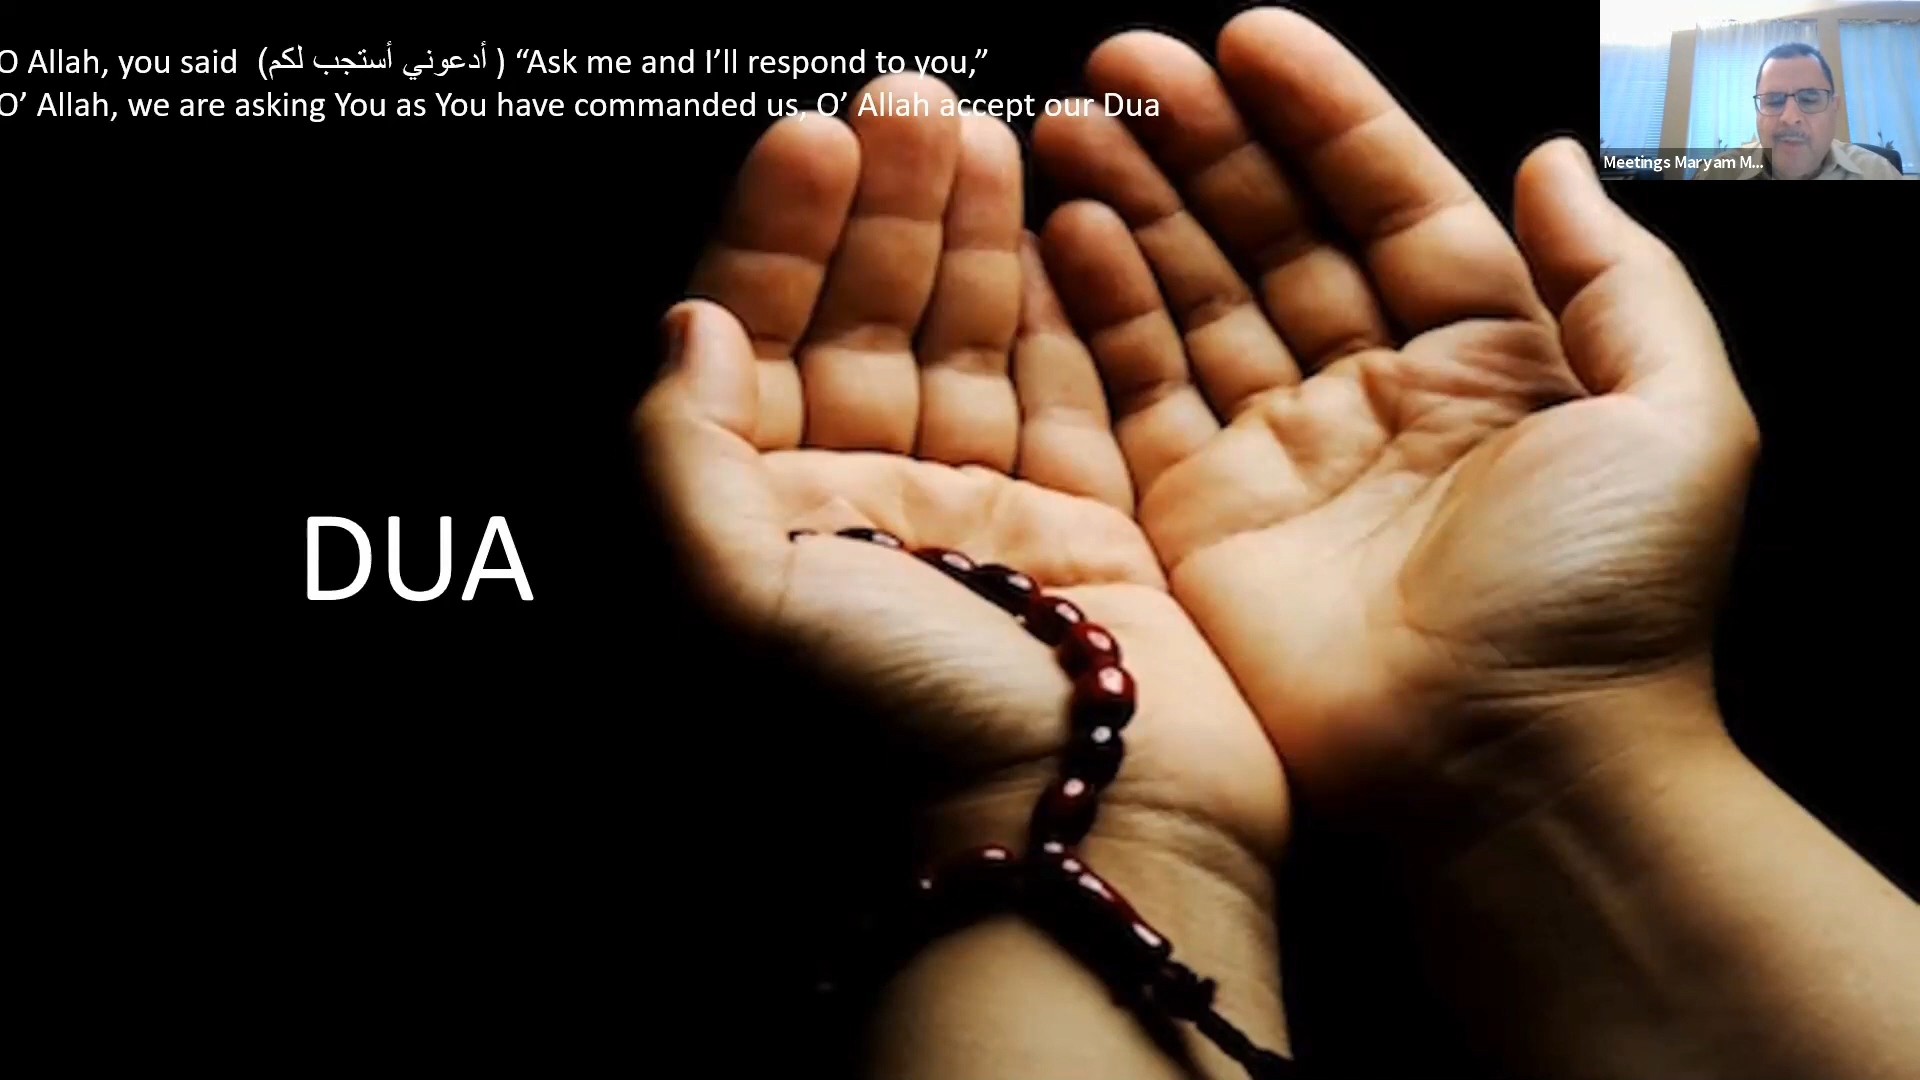 O Allah, you said (أدعوني أستجب لكم ) “Ask me and I’ll respond to you,”
O’ Allah, we are asking You as You have commanded us, O’ Allah accept our Dua
Meetings Maryam M...
DUA